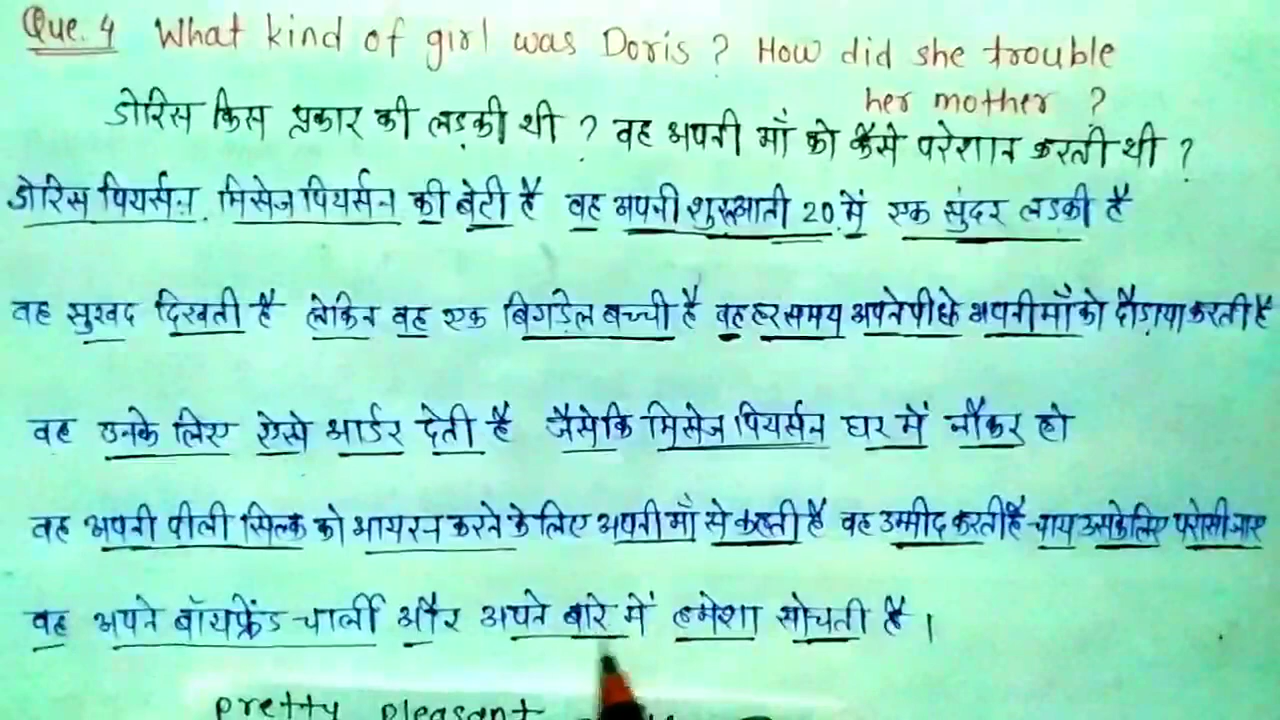 Que. 4 What kind of girl was Doris ? How did she trouble
her mother ?
डोरिस किस प्रकार की लड़की थी ? वह अपनी माँ को कैसे परेशान करती थी ?
डोरिस पियर्सन मिसेज पियर्सन की बेटी है वह अपनी शुरुआती 20 में एक सुंदर लडकी है
वह सुखद दिखती है लेकिन वह एक बिगडैल बच्ची है वह हर समय अपने पीछे अपनी माँ को दौड़ाया करती है
वह उनके लिए ऐसे आर्डर देती है जैसे कि मिसेज पियर्सन घर में नौकर हो
वह अपनी पीली सिल्क को आयरन करने के लिए अपनी माँ से कहती है वह उम्मीद करती है चाय उसके लिए परोसी जाए
वह अपने बॉयफ्रेंड चार्ली और अपने बारे में हमेशा सोचती है ।
pretty pleasant